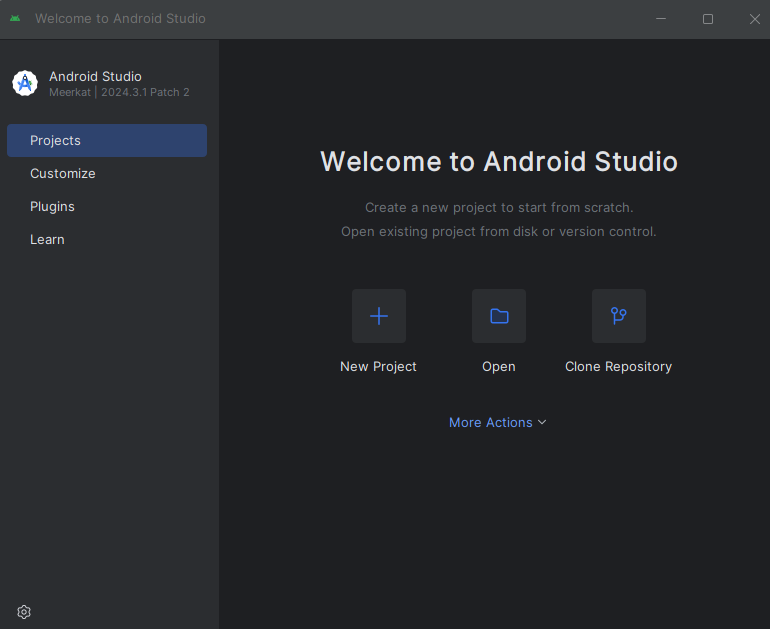 Welcome to Android Studio
Android Studio
Meerkat | 2024.3.1 Patch 2
Projects
Customize
Plugins
Learn
Welcome to Android Studio
Create a new project to start from scratch.
Open existing project from disk or version control.
New Project
Open
Clone Repository
More Actions